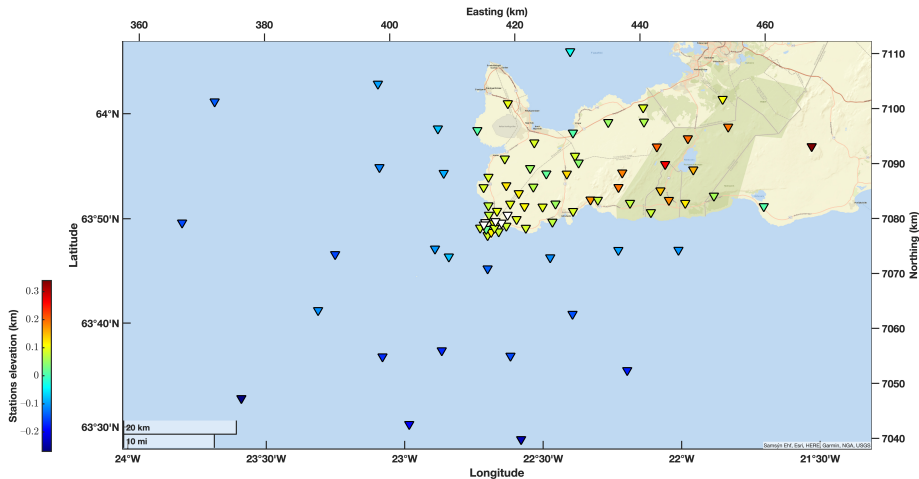 Easting (km)
360
400
420
440
460
64°N
63°50'N
63°40'N
63°30'N
Latitude
7110
7100
7090
7080
7070
7060
7050
7040
Northing (km)
Stations elevation (km)
0.3
0.2
0.1
0
−0.1
−0.2
20 km
10 mi
Samsýn Ehf, Esri, HERE, Garmin, NGA, USGS
24°W
23°30'W
23°W
22°30'W
22°W
21°30'W
Longitude